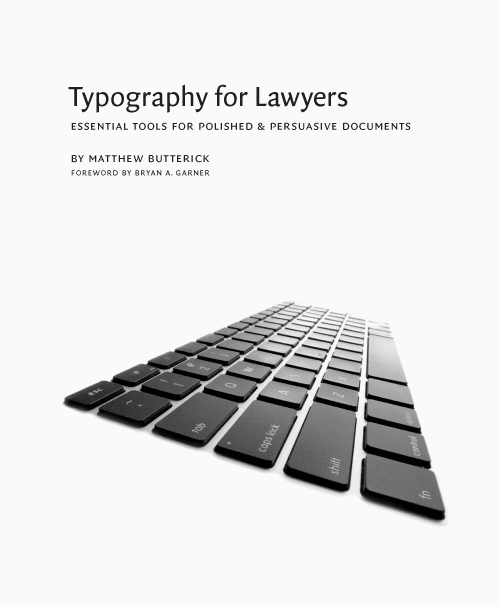 Typography for Lawyers
ESSENTIAL TOOLS FOR POLISHED & PERSUASIVE DOCUMENTS
BY MATTHEW BUTTERICK
FOREWORD BY BRYAN A. GARNER
esc
tab
Q
W
caps lock
A
S
shift
Z
control
fn